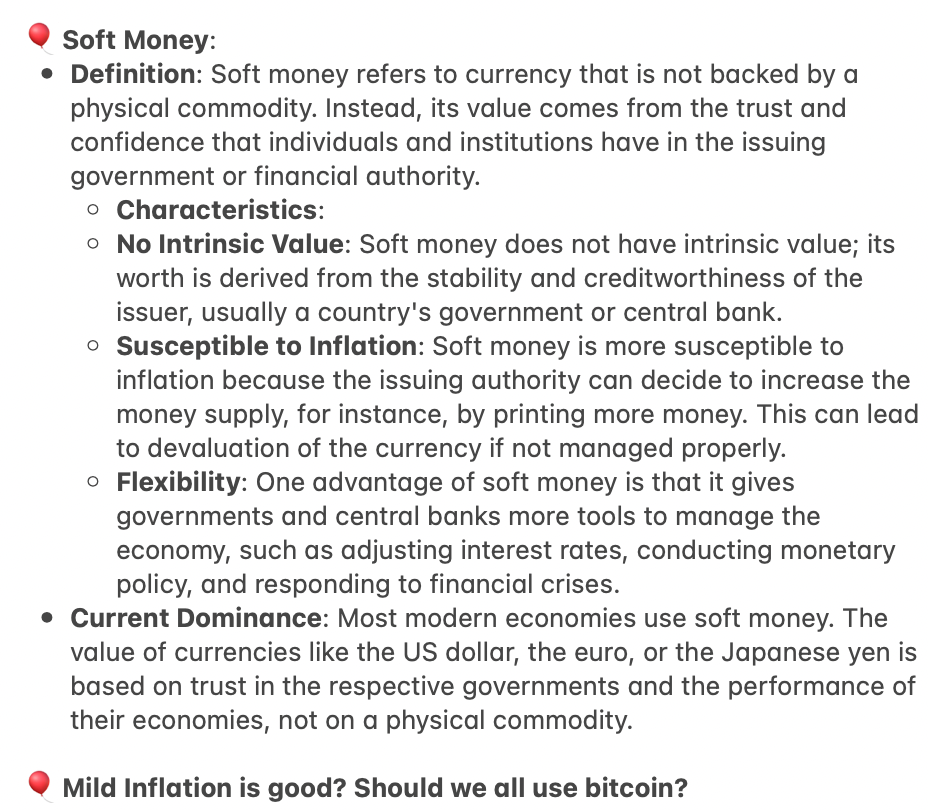 🎈 Soft Money:
• Definition: Soft money refers to currency that is not backed by a
physical commodity. Instead, its value comes from the trust and
confidence that individuals and institutions have in the issuing
government or financial authority.
○ Characteristics:
○ No Intrinsic Value: Soft money does not have intrinsic value; its
worth is derived from the stability and creditworthiness of the
issuer, usually a country's government or central bank.
○ Susceptible to Inflation: Soft money is more susceptible to
inflation because the issuing authority can decide to increase the
money supply, for instance, by printing more money. This can lead
to devaluation of the currency if not managed properly.
○ Flexibility: One advantage of soft money is that it gives
governments and central banks more tools to manage the
economy, such as adjusting interest rates, conducting monetary
policy, and responding to financial crises.
• Current Dominance: Most modern economies use soft money. The
value of currencies like the US dollar, the euro, or the Japanese yen is
based on trust in the respective governments and the performance of
their economies, not on a physical commodity.
🎈 Mild Inflation is good? Should we all use bitcoin?